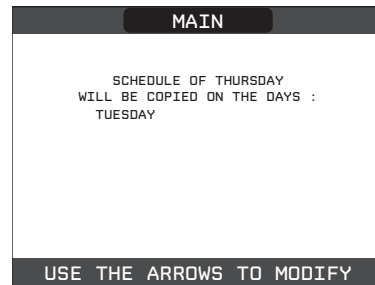 MAIN
SCHEDULE OF THURSDAY
WILL BE COPIED ON THE DAYS :
TUESDAY
USE THE ARROWS TO MODIFY